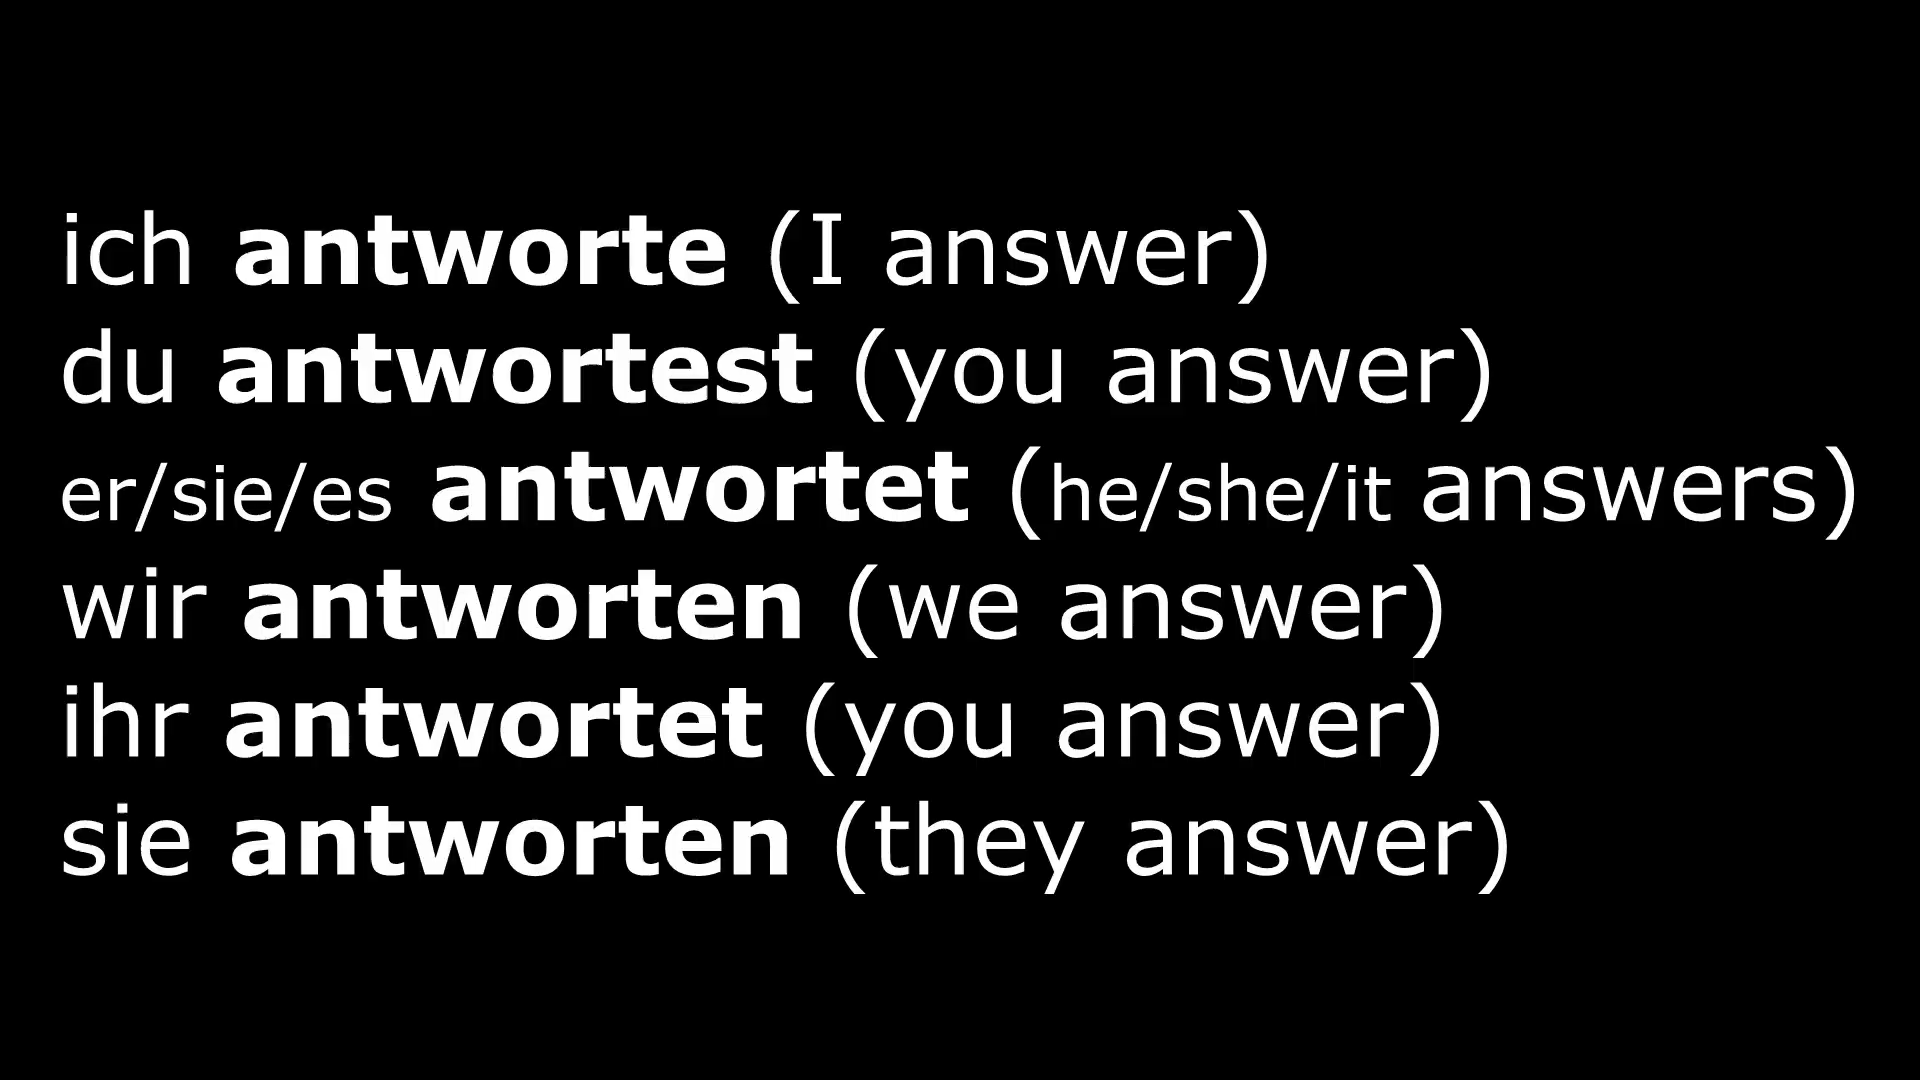 ich antworte (I answer)
du antwortest (you answer)
er/sie/es antwortet (he/she/it answers)
wir antworten (we answer)
ihr antwortet (you answer)
sie antworten (they answer)